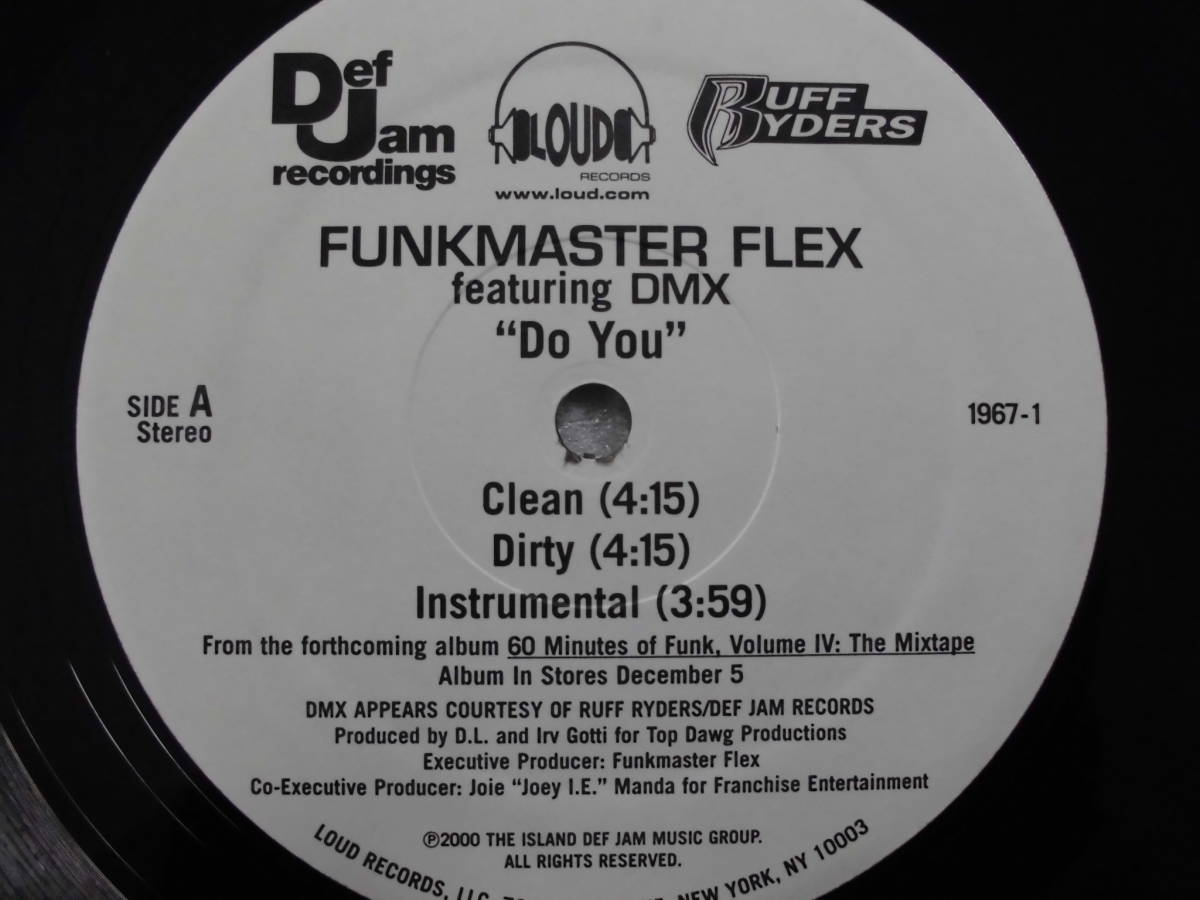 Def Jam recordings
LOUD
RECORDS
www.loud.com
RUFF RYDERS
FUNKMASTER FLEX
featuring DMX
“Do You”
SIDE A
Stereo
1967-1
Clean (4:15)
Dirty (4:15)
Instrumental (3:59)
From the forthcoming album 60 Minutes of Funk, Volume IV: The Mixtape
Album In Stores December 5
DMX APPEARS COURTESY OF RUFF RYDERS/DEF JAM RECORDS
Produced by D.L. and Irv Gotti for Top Dawg Productions
Executive Producer: Funkmaster Flex
Co-Executive Producer: Joie “Joey I.E.” Manda for Franchise Entertainment
℗2000 THE ISLAND DEF JAM MUSIC GROUP.
ALL RIGHTS RESERVED.
LOUD RECORDS, LLC, NEW YORK, NY 10003